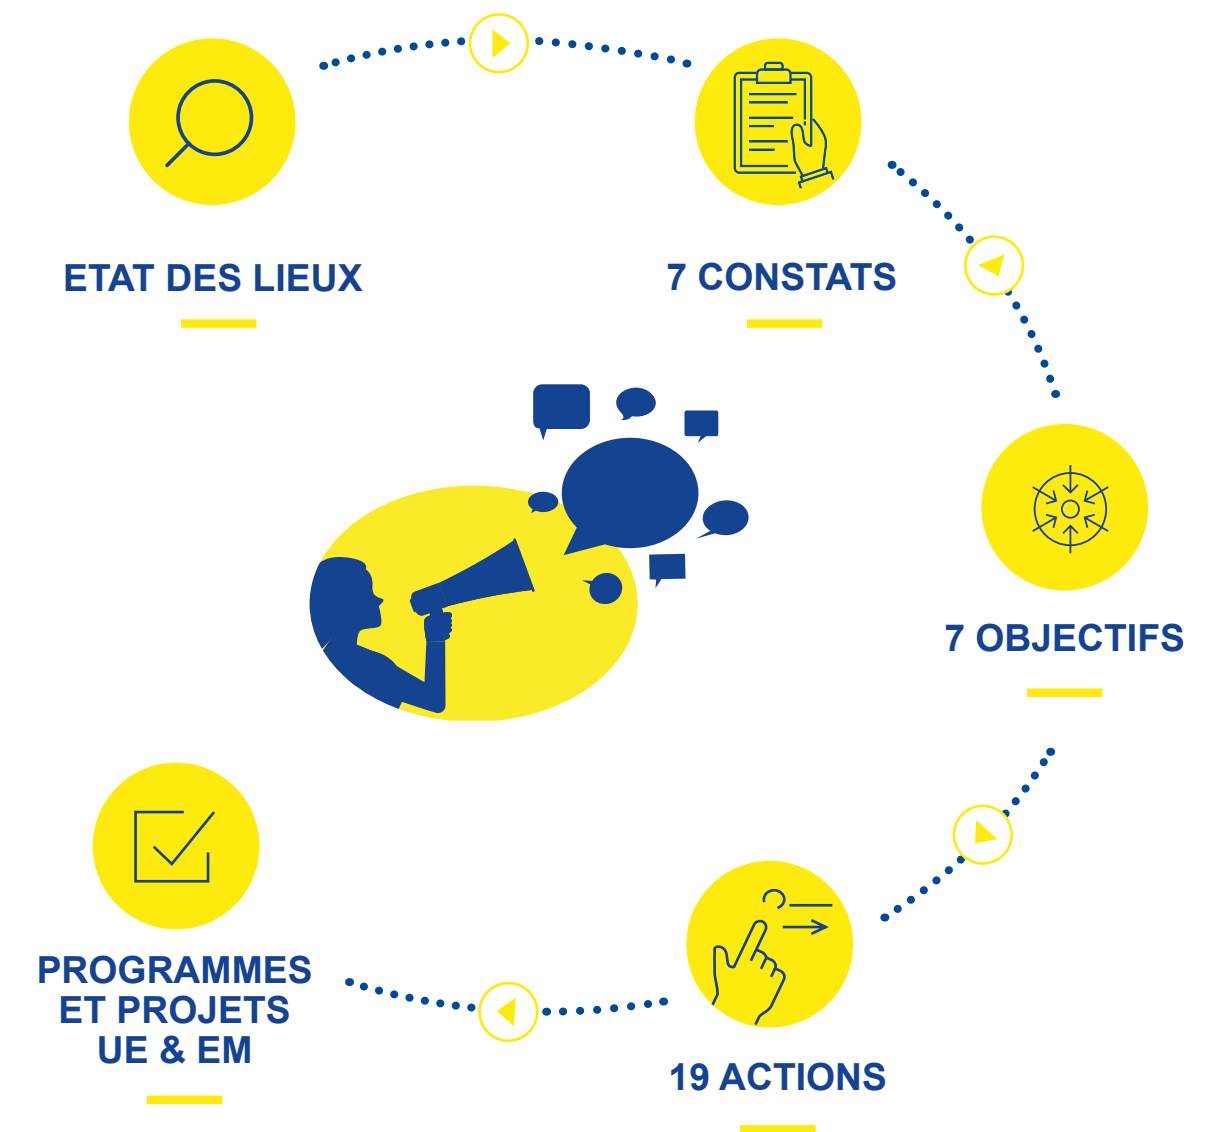 ETAT DES LIEUX
7 CONSTATS
7 OBJECTIFS
19 ACTIONS
PROGRAMMES
ET PROJETS
UE & EM